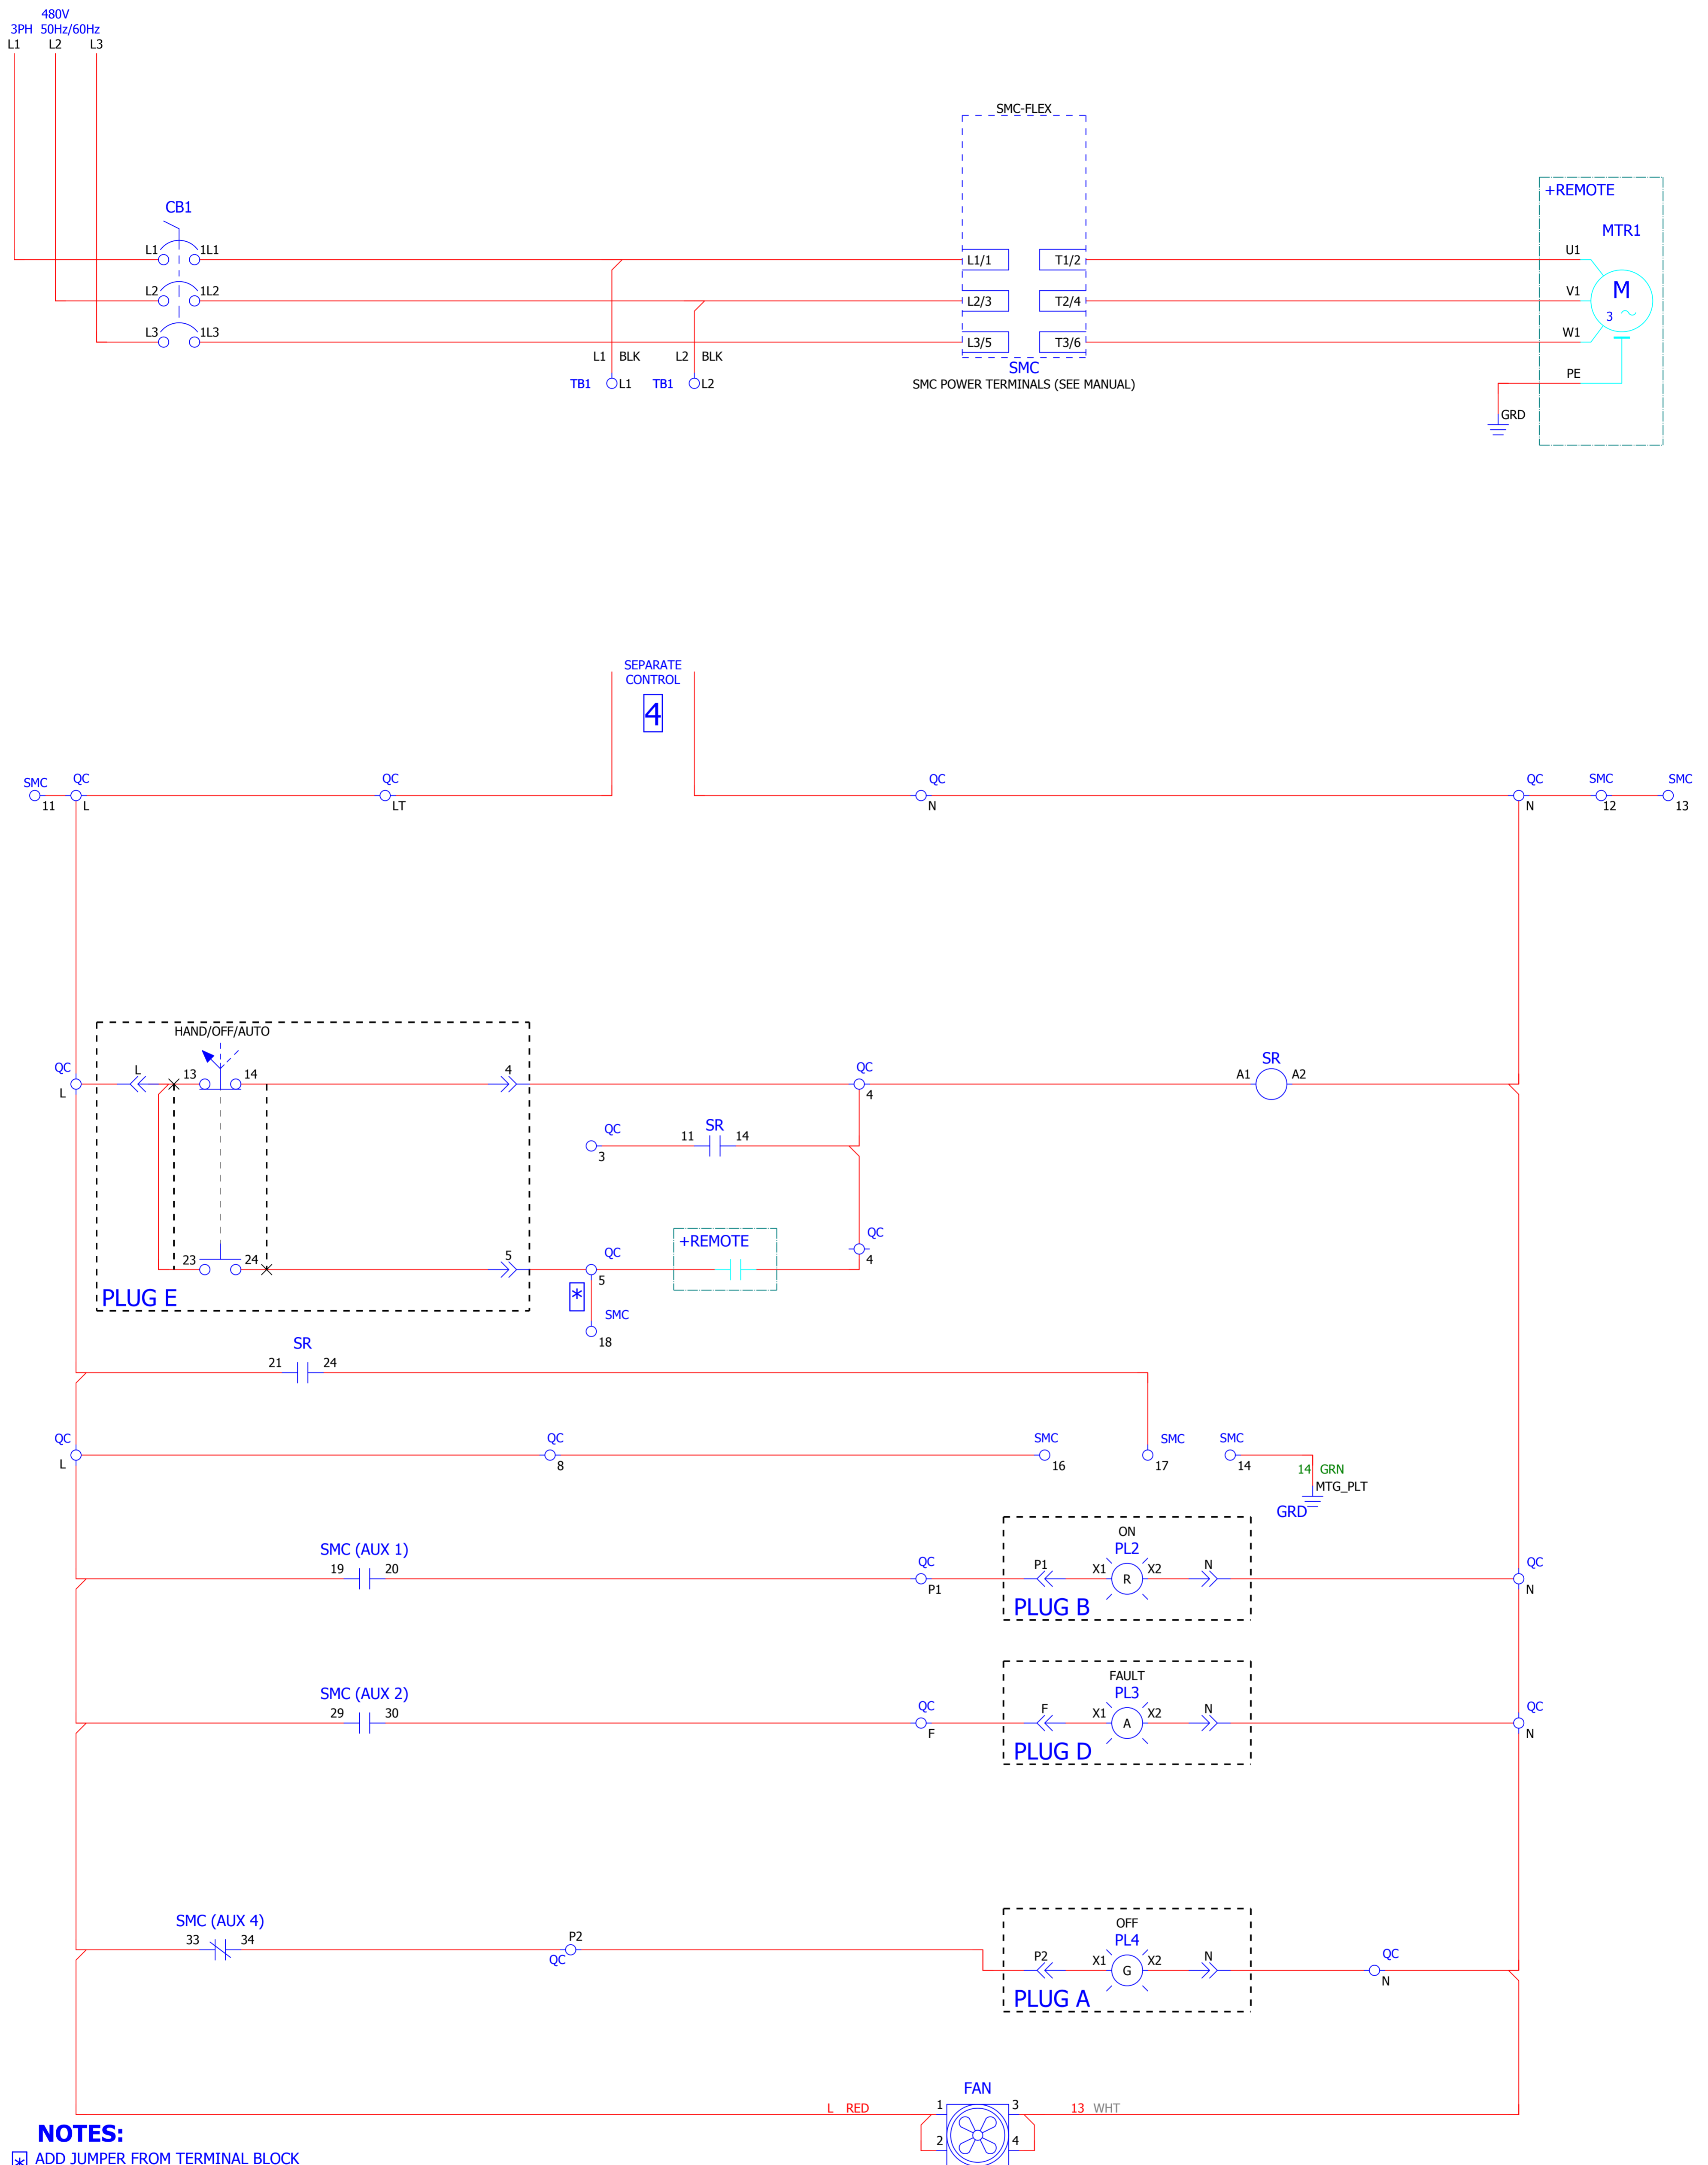 480V
3PH 50Hz/60Hz
L1 L2 L3
SMC-FLEX
+REMOTE
CB1
MTR1
L1 1L1 L1/1 T1/2 U1
L2 1L2 L2/3 T2/4 V1
M
3
L3 1L3 L3/5 T3/6 W1
L1 BLK L2 BLK
SMC
TB1 L1 TB1 L2
SMC POWER TERMINALS (SEE MANUAL)
PE
GRD
SEPARATE
CONTROL
4
SMC QC QC QC QC SMC SMC
11 L LT N N 12 13
HAND/OFF/AUTO
QC L 13 14 4 QC A1 SR A2
L 4
QC 11 SR 14
3
QC
+REMOTE
23 24 5 QC 4
5
*
PLUG E
SMC
18
SR
21 24
QC QC SMC SMC SMC
L 8 16 17 14
14 GRN
MTG_PLT
GRD
ON
SMC (AUX 1) PL2
19 20 QC P1 X1 R X2 N QC
P1 N
PLUG B
FAULT
SMC (AUX 2) PL3
29 30 QC F X1 A X2 N QC
F N
PLUG D
OFF
SMC (AUX 4) PL4
33 34 P2
QC
P2 X1 G X2 N QC
N
PLUG A
FAN
L RED 1 3 13 WHT
2 4
NOTES:
* ADD JUMPER FROM TERMINAL BLOCK